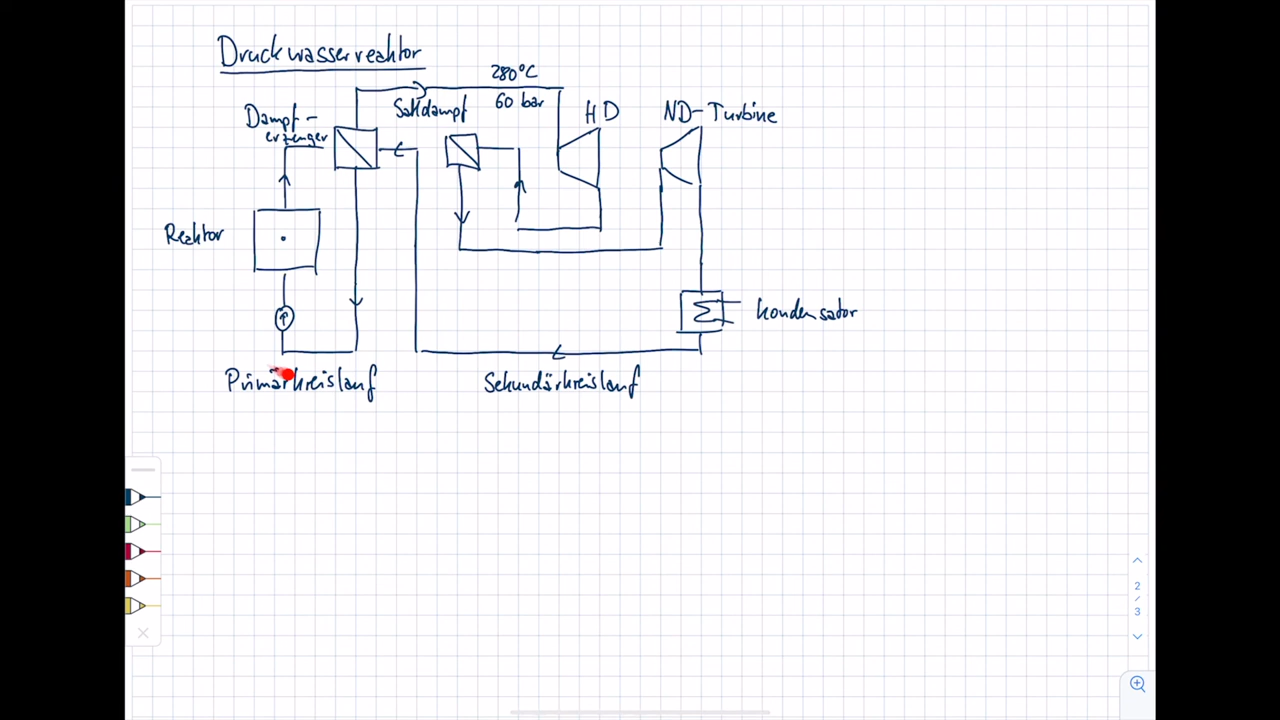 Druckwasserreaktor
280°C
60 bar
Sattdampf
HD
ND-Turbine
Dampf-
erzeuger
Reaktor
Kondensator
Primärkreislauf
Sekundärkreislauf
2
/
3